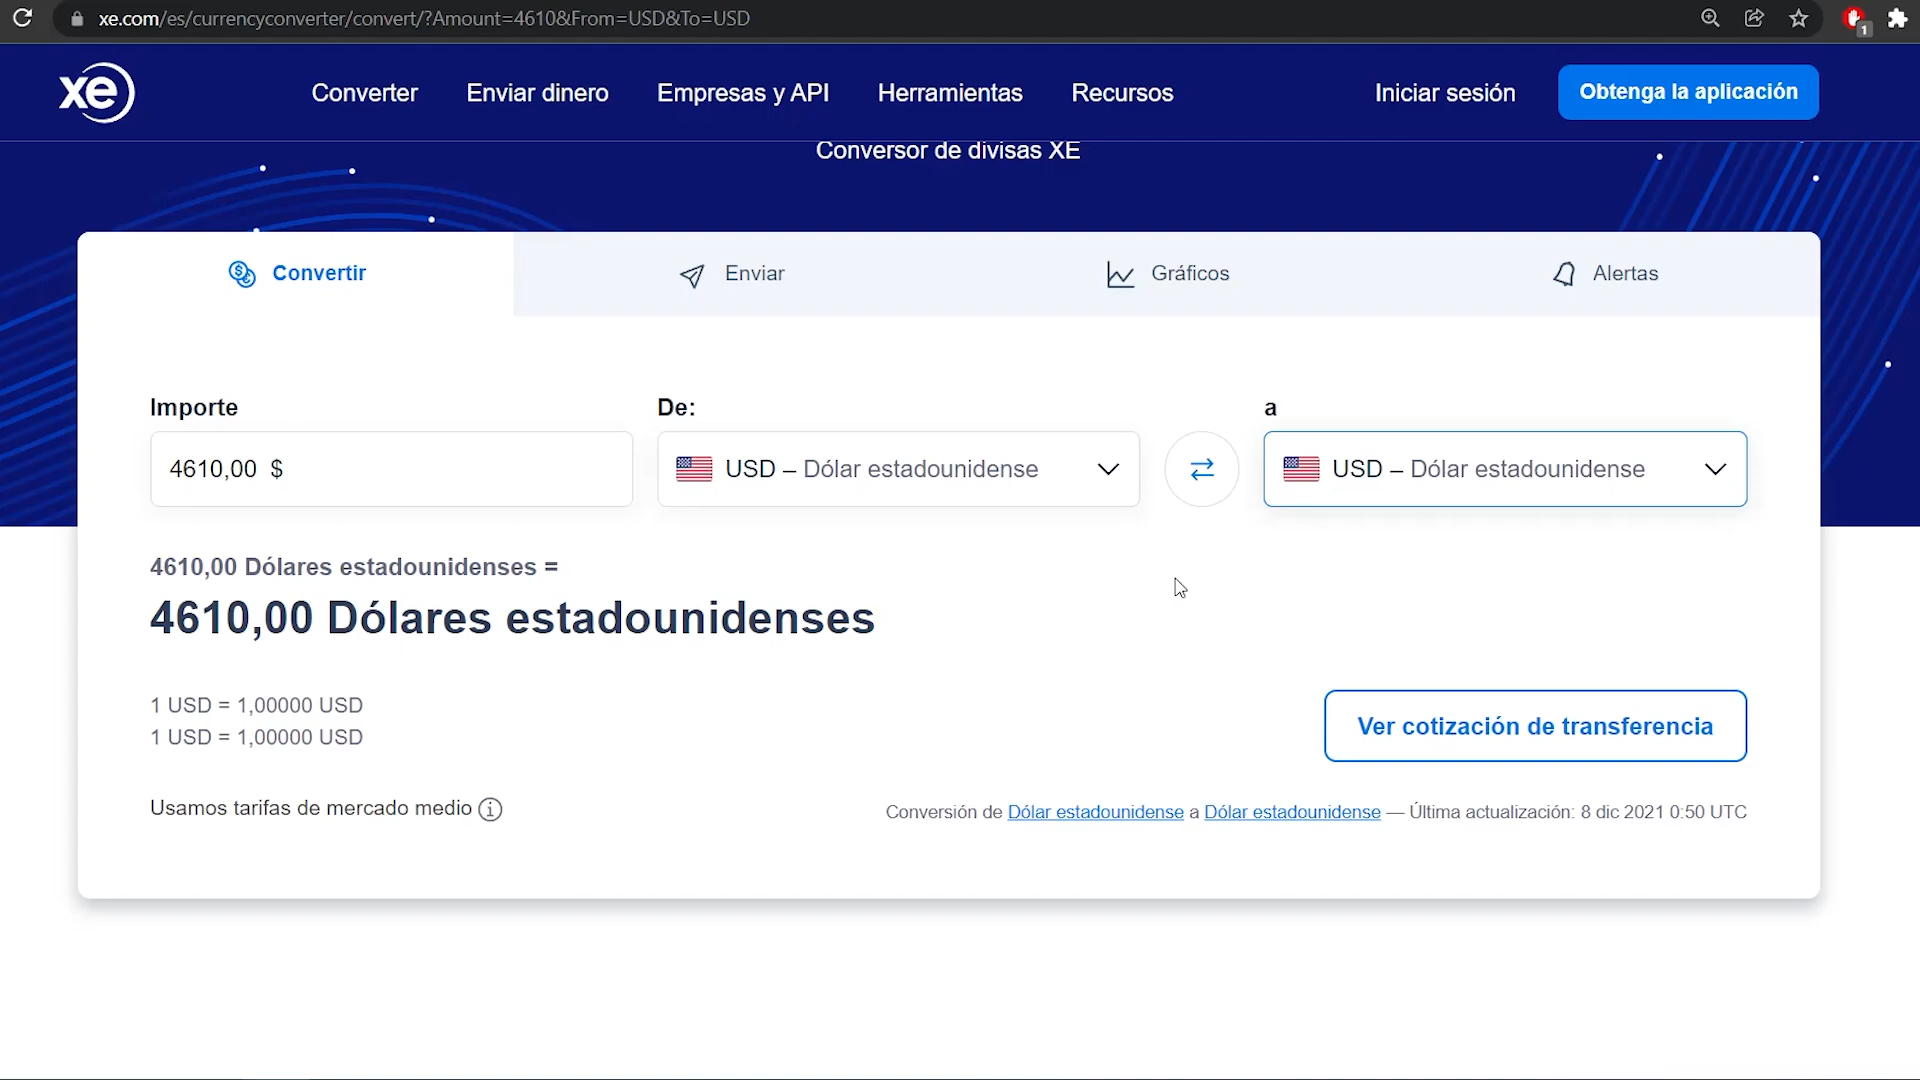 xe.com/es/currencyconverter/convert/?Amount=4610&From=USD&To=USD
1
xe
Converter
Enviar dinero
Empresas y API
Herramientas
Recursos
Iniciar sesión
Obtenga la aplicación
Conversor de divisas XE
Convertir
Enviar
Gráficos
Alertas
Importe
De:
a
4610,00 $
USD – Dólar estadounidense
USD – Dólar estadounidense
4610,00 Dólares estadounidenses =
4610,00 Dólares estadounidenses
1 USD = 1,00000 USD
1 USD = 1,00000 USD
Ver cotización de transferencia
Usamos tarifas de mercado medio
Conversión de Dólar estadounidense a Dólar estadounidense — Última actualización: 8 dic 2021 0:50 UTC